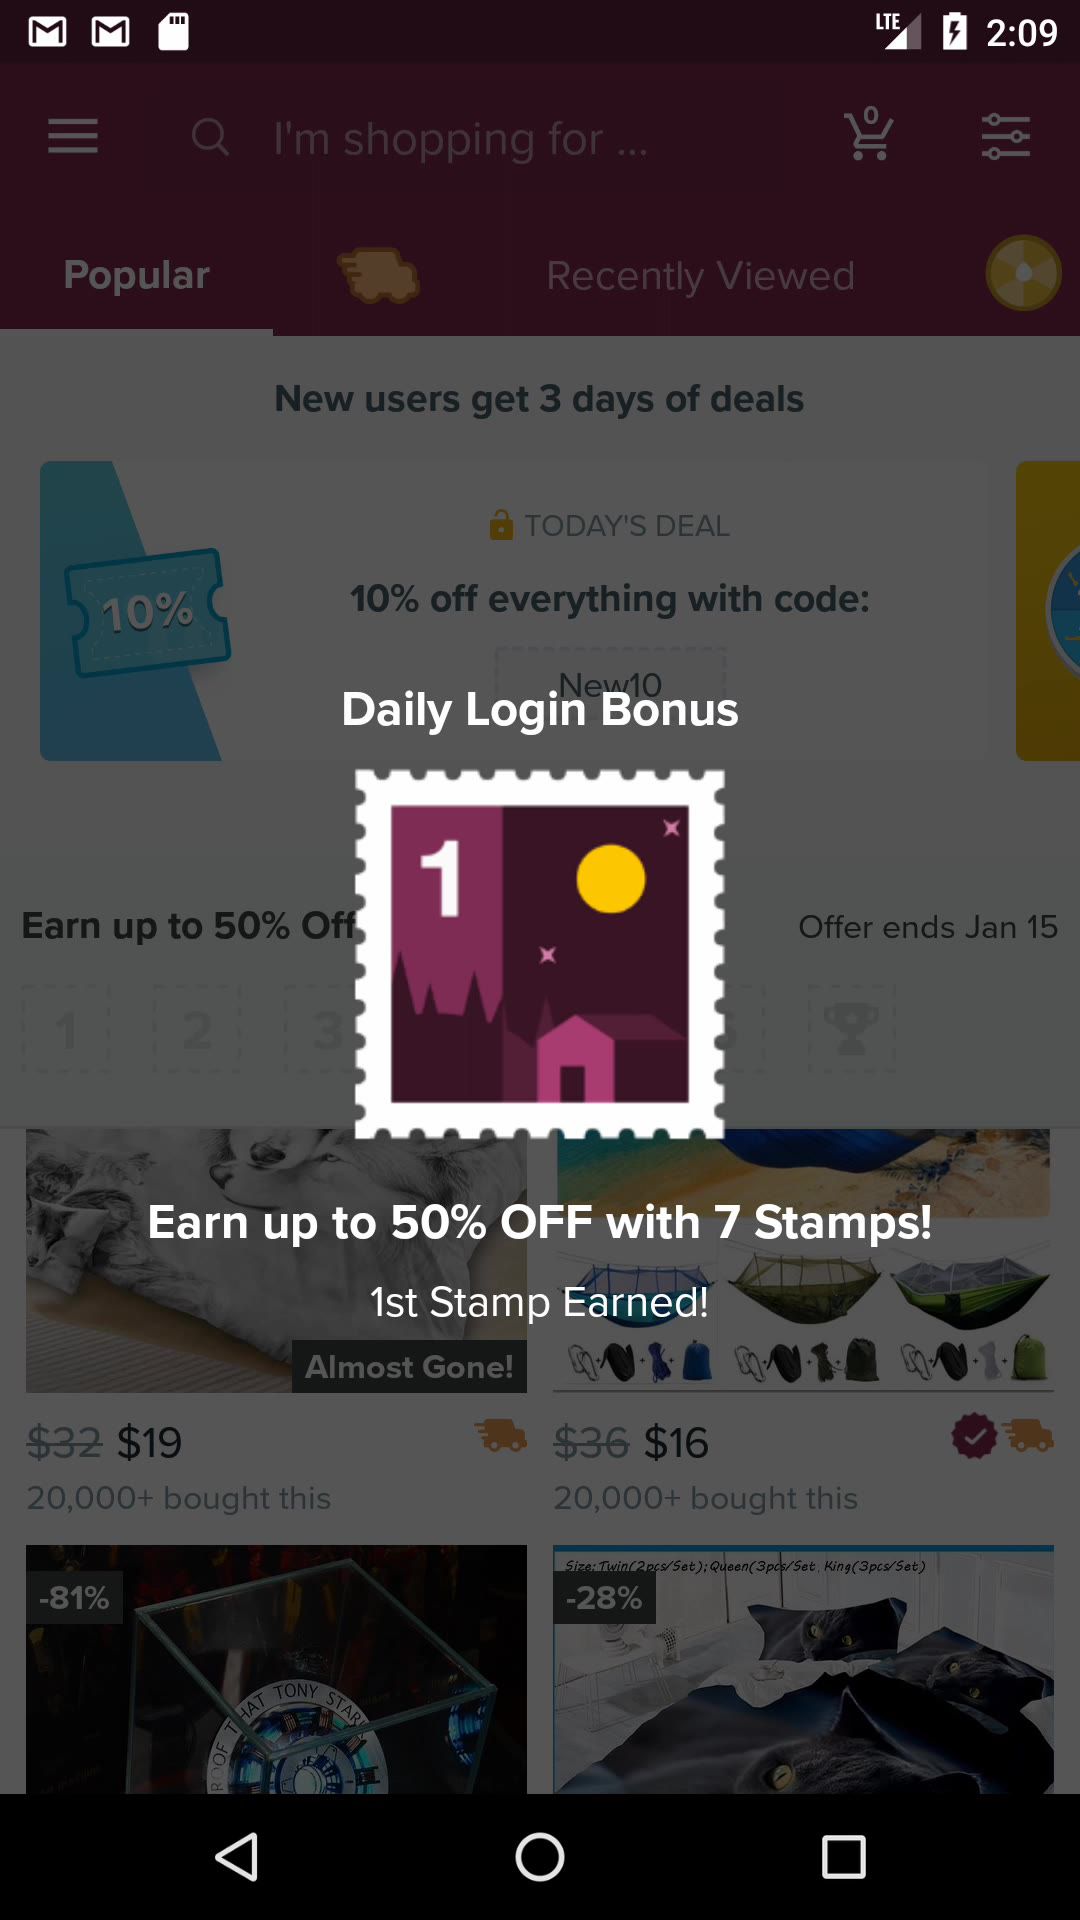 LTE 2:09
I'm shopping for ...
0
Popular
Recently Viewed
New users get 3 days of deals
TODAY'S DEAL
10%
10% off everything with code:
New10
Daily Login Bonus
1
Earn up to 50% Off
Offer ends Jan 15
1 2 3
Earn up to 50% OFF with 7 Stamps!
1st Stamp Earned!
Almost Gone!
$32 $19
$36 $16
20,000+ bought this
20,000+ bought this
-81%
Size:Twin(2pcs/Set);Queen(3pcs/Set, King(3pcs/Set)
-28%
THAT TONY STAR